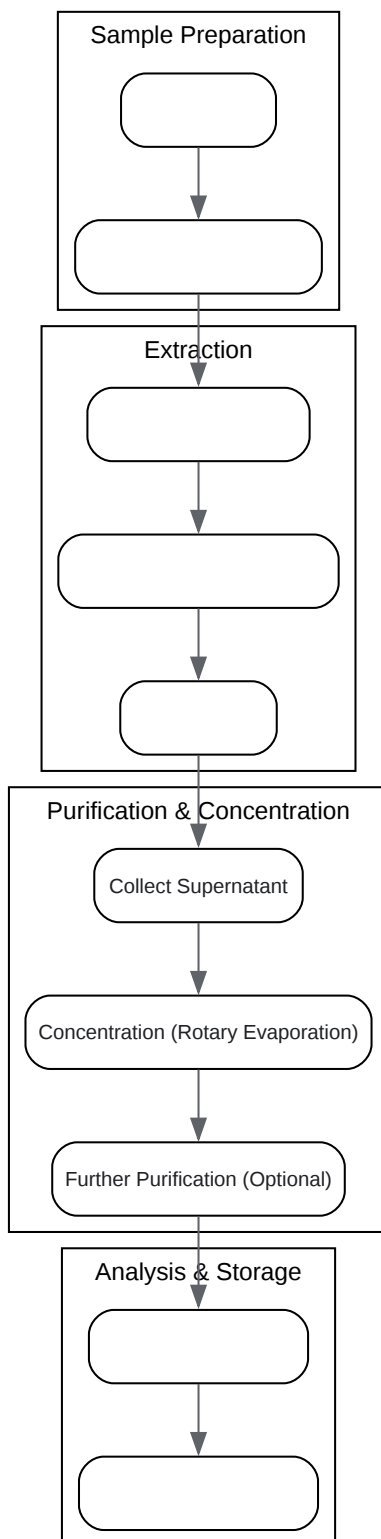 Sample Preparation
Extraction
Purification & Concentration
Collect Supernatant
Concentration (Rotary Evaporation)
Further Purification (Optional)
Analysis & Storage